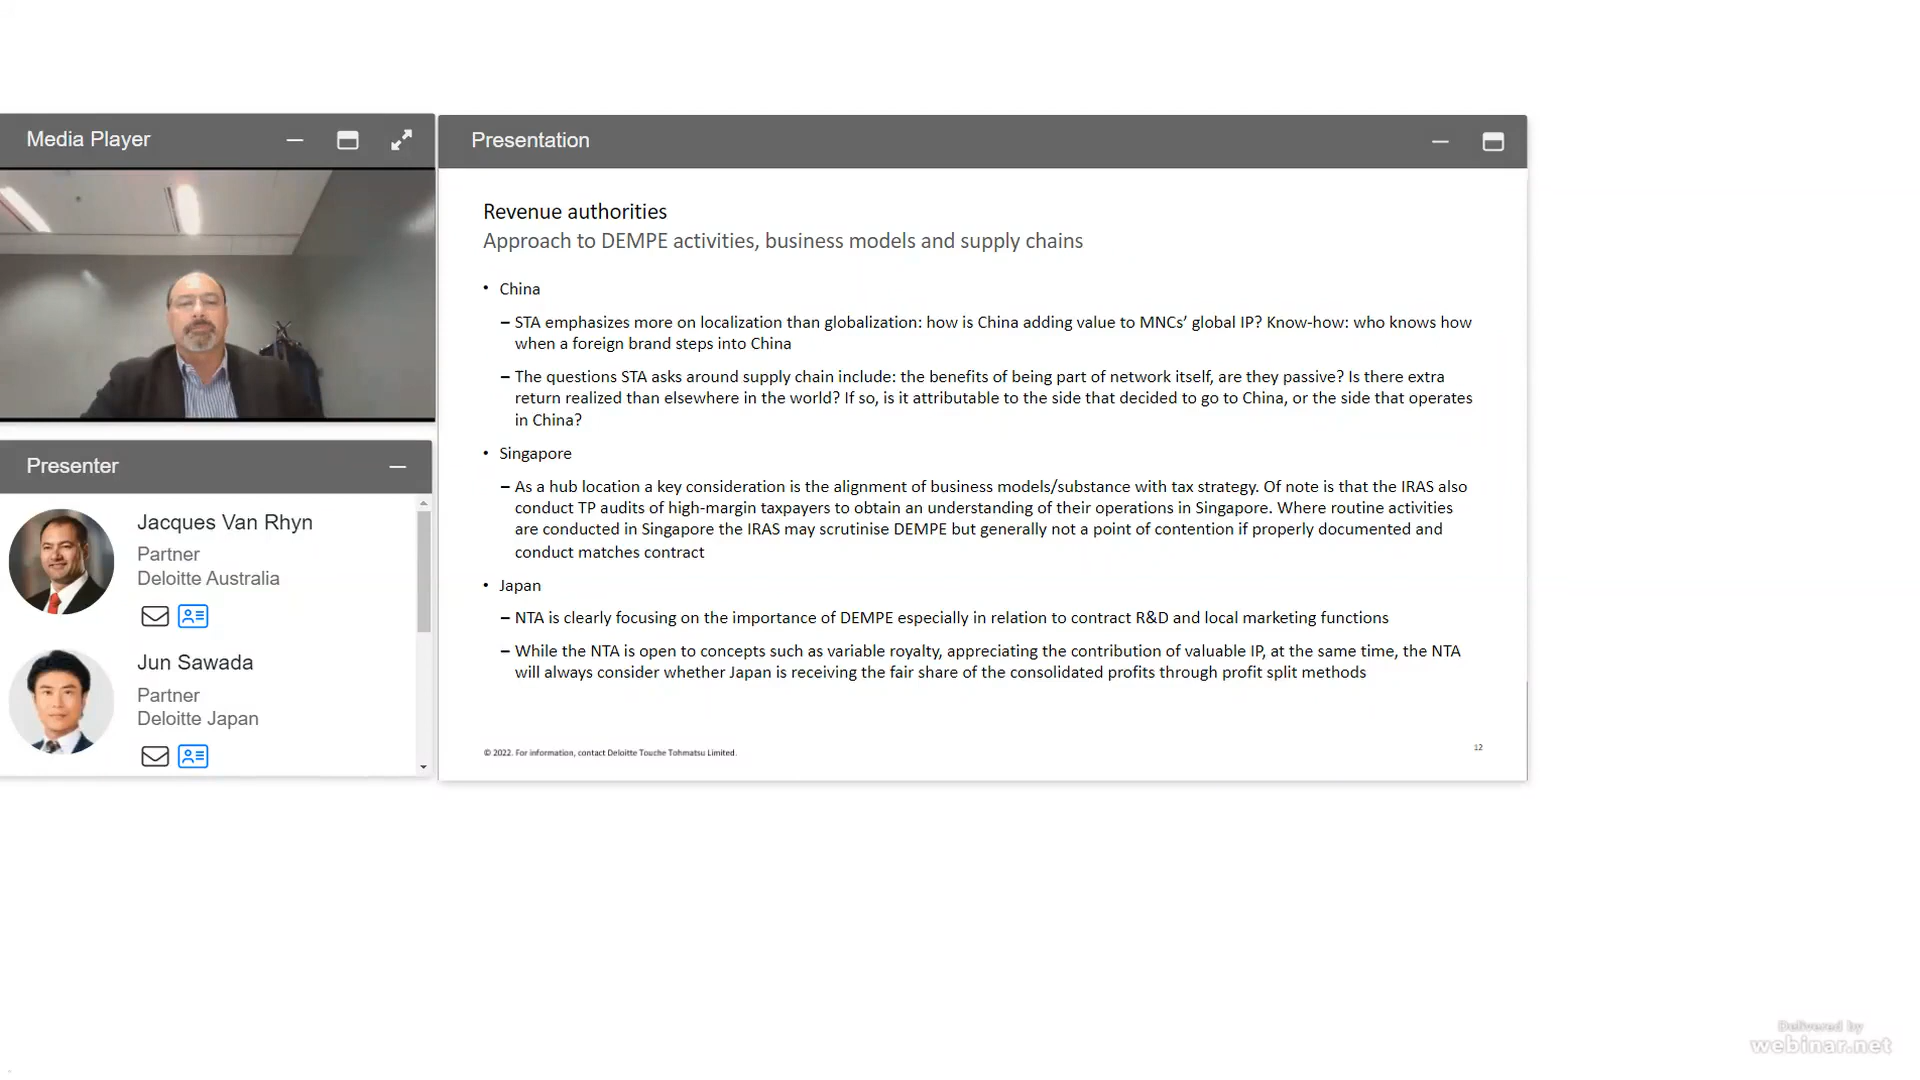 Media Player
Presentation
Revenue authorities
Approach to DEMPE activities, business models and supply chains
• China
– STA emphasizes more on localization than globalization: how is China adding value to MNCs’ global IP? Know-how: who knows how
when a foreign brand steps into China
– The questions STA asks around supply chain include: the benefits of being part of network itself, are they passive? Is there extra
return realized than elsewhere in the world? If so, is it attributable to the side that decided to go to China, or the side that operates
in China?
• Singapore
– As a hub location a key consideration is the alignment of business models/substance with tax strategy. Of note is that the IRAS also
conduct TP audits of high-margin taxpayers to obtain an understanding of their operations in Singapore. Where routine activities
are conducted in Singapore the IRAS may scrutinise DEMPE but generally not a point of contention if properly documented and
conduct matches contract
• Japan
– NTA is clearly focusing on the importance of DEMPE especially in relation to contract R&D and local marketing functions
– While the NTA is open to concepts such as variable royalty, appreciating the contribution of valuable IP, at the same time, the NTA
will always consider whether Japan is receiving the fair share of the consolidated profits through profit split methods
© 2022. For information, contact Deloitte Touche Tohmatsu Limited.
12
Presenter
Jacques Van Rhyn
Partner
Deloitte Australia
Jun Sawada
Partner
Deloitte Japan
Delivered by
webinar.net